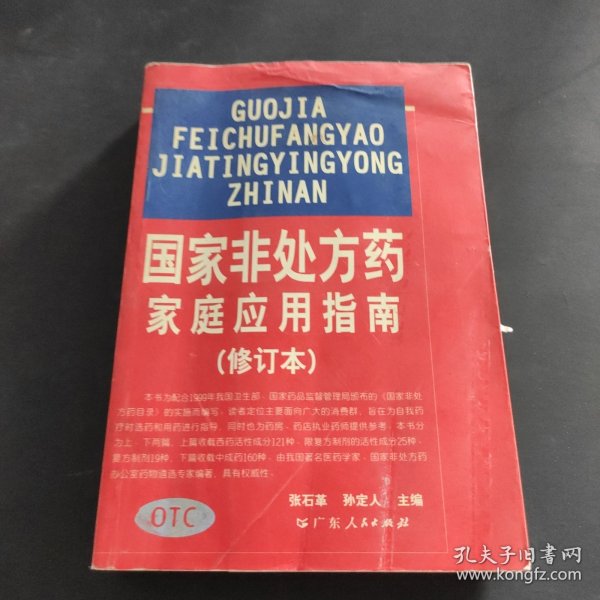 GUOJIA
FEICHUFANGYAO
JIATINGYINGYONG
ZHINAN
国家非处方药
家庭应用指南
(修订本)
本书为配合1999年我国卫生部、国家药品监督管理局颁布的《国家非处
方药目录》的实施而编写，读者定位主要面向广大的消费群，旨在为自我药
疗时选药和用药进行指导，同时也为药房、药店执业药师提供参考。本书分
为上、下两篇，上篇收载西药活性成分121种，限复方制剂的活性成分25种，
复方制剂19种，下篇收载中成药160种，由我国著名医药学家、国家非处方药
办公室药物遴选专家编著，具有权威性。
张石革 孙定人 主编
广东人民出版社
OTC
孔夫子旧书网
www.kongfz.com